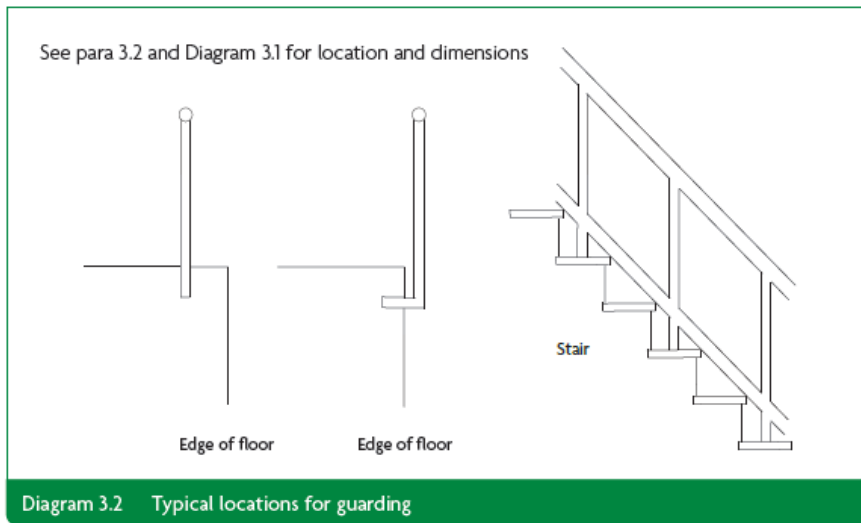 See para 3.2 and Diagram 3.1 for location and dimensions
Stair
Edge of floor
Edge of floor
Diagram 3.2 Typical locations for guarding